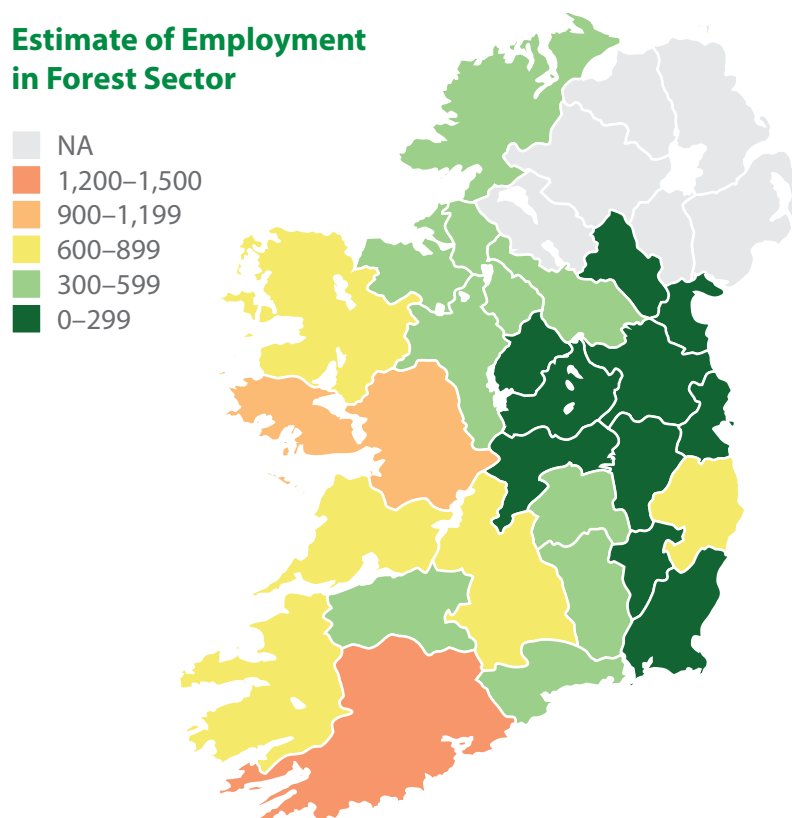 Estimate of Employment
in Forest Sector
NA
1,200–1,500
900–1,199
600–899
300–599
0–299